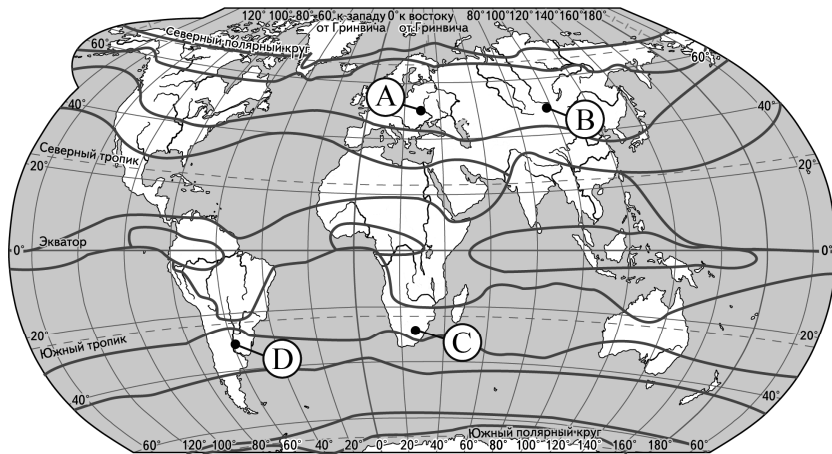 120° 100° 80° 60° к западу 0° к востоку 80° 100° 120° 140° 160° 180°
от Гринвича от Гринвича
Северный полярный круг
60° 60°
A
B
40° 40°
Северный тропик
20° 20°
Экватор
0° 0°
20° 20°
Южный тропик
C
D
40° 40°
Южный полярный круг
60° 120° 100° 80° 60° 40° 20° 0° 20° 40° 60° 80° 100° 120° 140° 160° 60°